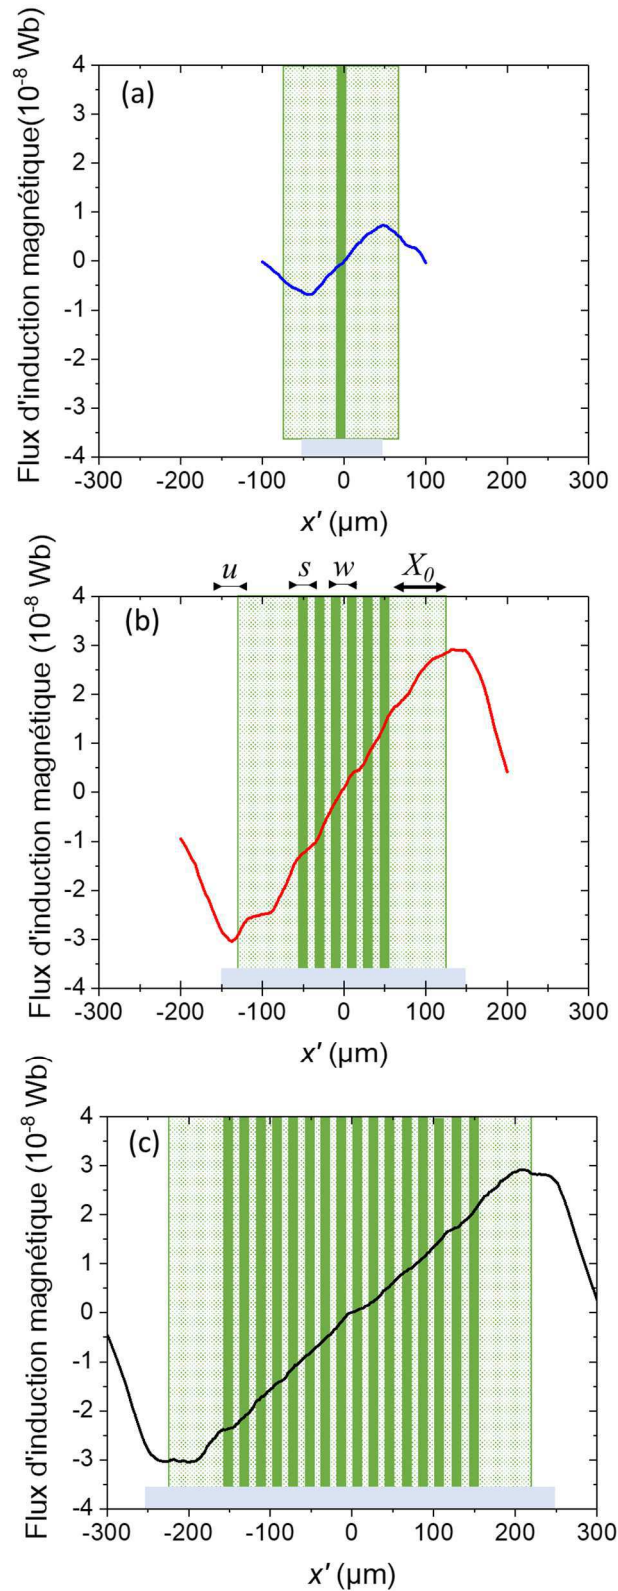 (a)
Flux d'induction magnétique(10⁻⁸ Wb)
4
3
2
1
0
-1
-2
-3
-4
-300 -200 -100 0 100 200 300
x′ (µm)
u s w X₀
(b)
Flux d'induction magnétique (10⁻⁸ Wb)
4
3
2
1
0
-1
-2
-3
-4
-300 -200 -100 0 100 200 300
x′ (µm)
(c)
Flux d'induction magnétique (10⁻⁸ Wb)
4
3
2
1
0
-1
-2
-3
-4
-300 -200 -100 0 100 200 300
x′ (µm)